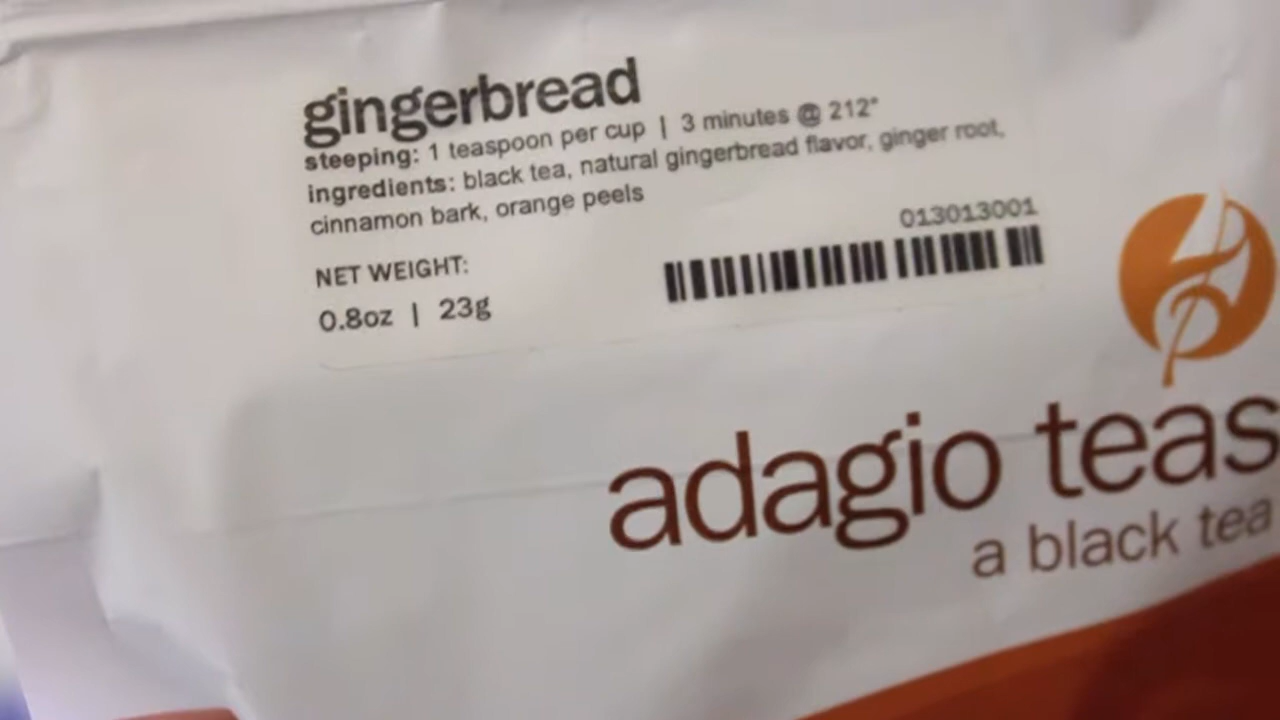 gingerbread
steeping: 1 teaspoon per cup | 3 minutes @ 212°
ingredients: black tea, natural gingerbread flavor, ginger root,
cinnamon bark, orange peels
NET WEIGHT:
0.8oz | 23g
013013001
adagio teas
a black tea